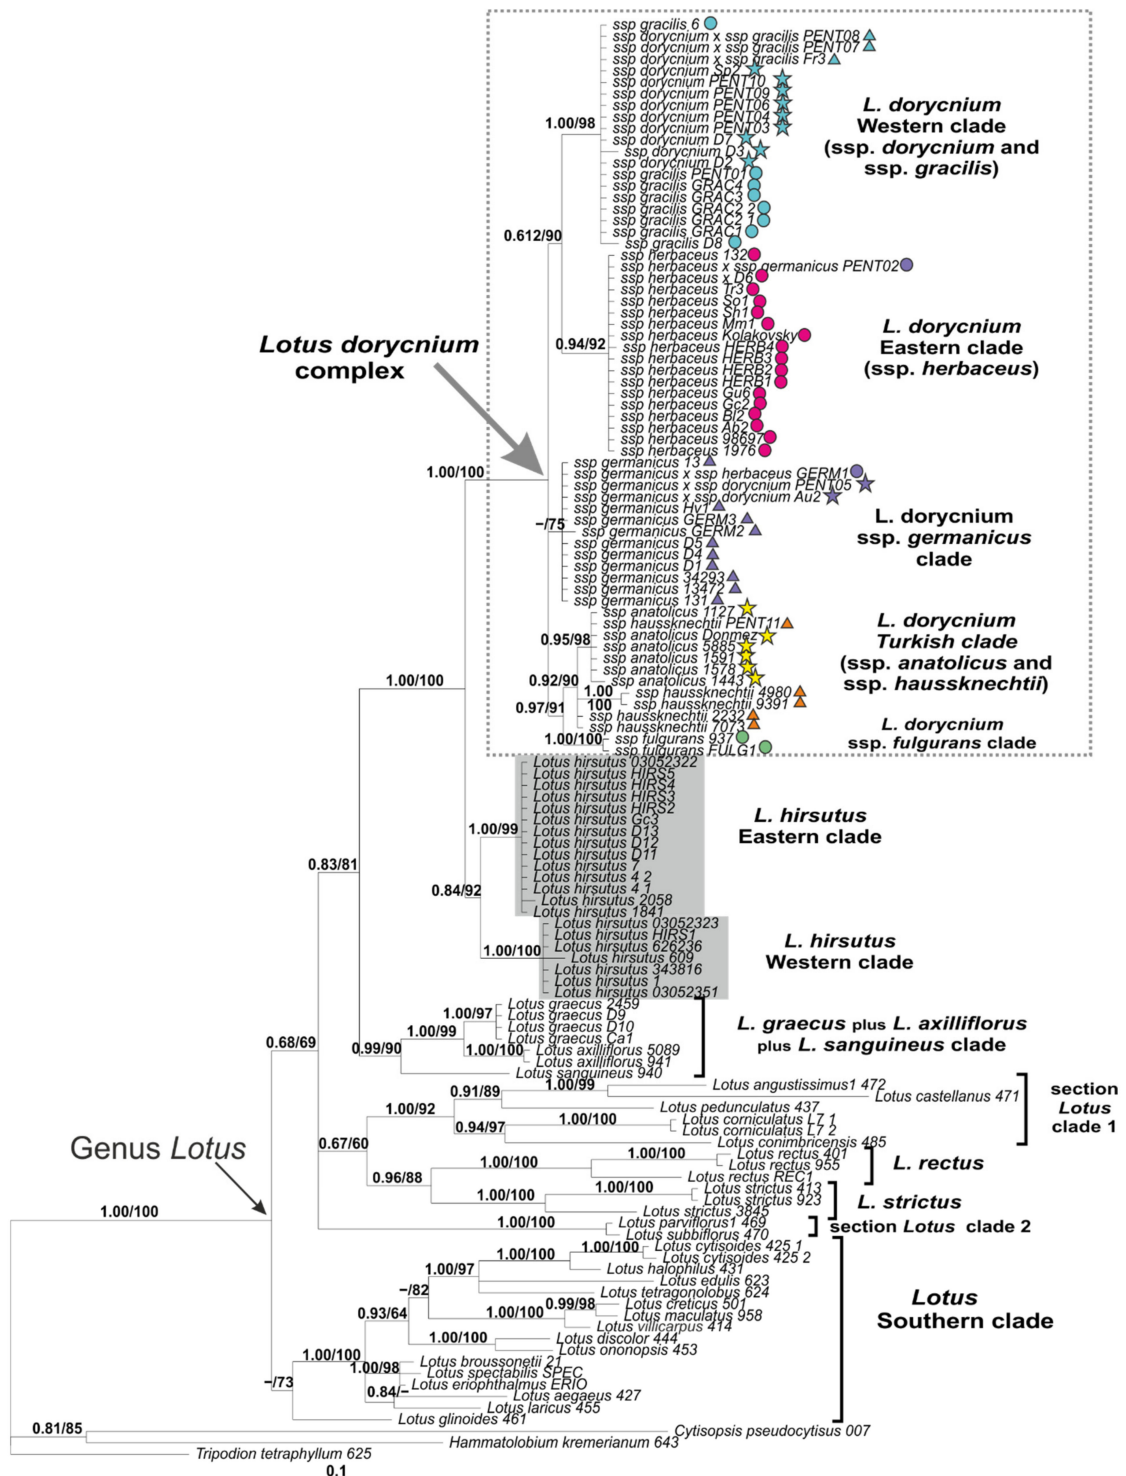 ssp gracilis 6
ssp dorycnium x ssp gracilis PENT08
ssp dorycnium x ssp gracilis PENT07
ssp dorycnium x ssp gracilis Fr3
ssp dorycnium Sp2
ssp dorycnium PENT10
ssp dorycnium PENT09
ssp dorycnium PENT06
ssp dorycnium PENT04
ssp dorycnium PENT03
ssp dorycnium D7
ssp dorycnium D3
ssp dorycnium D2
ssp gracilis PENT01
ssp gracilis GRAC4
ssp gracilis GRAC3
ssp gracilis GRAC2 2
ssp gracilis GRAC2 1
ssp gracilis GRAC1
ssp gracilis D8
1.00/98
L. dorycnium
Western clade
(ssp. dorycnium and
ssp. gracilis)
0.612/90
ssp herbaceus 132
ssp herbaceus x ssp germanicus PENT02
ssp herbaceus x D6
ssp herbaceus Tr3
ssp herbaceus So1
ssp herbaceus Sh1
ssp herbaceus Mm1
ssp herbaceus Kolakovsky
ssp herbaceus HERB4
ssp herbaceus HERB3
ssp herbaceus HERB2
ssp herbaceus HERB1
ssp herbaceus Gu6
ssp herbaceus Gc2
ssp herbaceus Bl2
ssp herbaceus Ab2
ssp herbaceus 98697
ssp herbaceus 1976
0.94/92
L. dorycnium
Eastern clade
(ssp. herbaceus)
Lotus dorycnium
complex
1.00/100
ssp germanicus 13
ssp germanicus x ssp herbaceus GERM1
ssp germanicus x ssp dorycnium PENT05
ssp germanicus x ssp dorycnium Au2
ssp germanicus Hv1
ssp germanicus GERM3
ssp germanicus GERM2
ssp germanicus D5
ssp germanicus D4
ssp germanicus D1
ssp germanicus 34293
ssp germanicus 13472
ssp germanicus 131
–/75
L. dorycnium
ssp. germanicus
clade
ssp anatolicus 1127
ssp haussknechtii PENT11
ssp anatolicus Donmez
ssp anatolicus 5885
ssp anatolicus 1591
ssp anatolicus 1578
ssp anatolicus 1443
ssp haussknechtii 4980
ssp haussknechtii 9391
ssp haussknechtii 2232
ssp haussknechtii 7073
0.95/98
0.92/90
1.00
100
0.97/91
L. dorycnium
Turkish clade
(ssp. anatolicus and
ssp. haussknechtii)
1.00/100
ssp fulgurans 937
ssp fulgurans FULG1
L. dorycnium
ssp. fulgurans clade
1.00/100
Lotus hirsutus 03052322
Lotus hirsutus HIRS5
Lotus hirsutus HIRS4
Lotus hirsutus HIRS3
Lotus hirsutus HIRS2
Lotus hirsutus Gc3
Lotus hirsutus D13
Lotus hirsutus D12
Lotus hirsutus D11
Lotus hirsutus 7
Lotus hirsutus 4 2
Lotus hirsutus 4 1
Lotus hirsutus 2058
Lotus hirsutus 1841
1.00/99
L. hirsutus
Eastern clade
0.83/81
0.84/92
Lotus hirsutus 03052323
Lotus hirsutus HIRS1
Lotus hirsutus 626236
Lotus hirsutus 609
Lotus hirsutus 343816
Lotus hirsutus 1
Lotus hirsutus 03052351
1.00/100
L. hirsutus
Western clade
Lotus graecus 2459
Lotus graecus D9
Lotus graecus D10
Lotus graecus Ca1
Lotus axilliflorus 5089
Lotus axilliflorus 941
Lotus sanguineus 940
1.00/97
1.00/99
1.00/100
0.99/90
L. graecus plus L. axilliflorus
plus L. sanguineus clade
0.68/69
Lotus angustissimus1 472
Lotus castellanus 471
Lotus pedunculatus 437
Lotus corniculatus L7 1
Lotus corniculatus L7 2
Lotus conimbricensis 485
1.00/99
0.91/89
1.00/92
1.00/100
0.94/97
section
Lotus
clade 1
0.67/60
Lotus rectus 401
Lotus rectus 955
Lotus rectus REC1
1.00/100
1.00/100
L. rectus
0.96/88
Lotus strictus 413
Lotus strictus 923
Lotus strictus 3845
1.00/100
1.00/100
L. strictus
Genus Lotus
1.00/100
1.00/100
Lotus parviflorus1 469
Lotus subbiflorus 470
section Lotus clade 2
Lotus cytisoides 425 1
Lotus cytisoides 425 2
Lotus halophilus 431
Lotus edulis 623
Lotus tetragonolobus 624
Lotus creticus 501
Lotus maculatus 958
Lotus villicarpus 414
Lotus discolor 444
Lotus ononopsis 453
Lotus broussonetii 21
Lotus spectabilis SPEC
Lotus eriophthalmus ERIO
Lotus aegaeus 427
Lotus laricus 455
Lotus glinoides 461
1.00/100
1.00/100
1.00/97
–/82
0.99/98
1.00/100
0.93/64
1.00/100
1.00/100
1.00/98
0.84/–
–/73
Lotus
Southern clade
0.81/85
Cytisopsis pseudocytisus 007
Hammatolobium kremerianum 643
Tripodion tetraphyllum 625
0.1